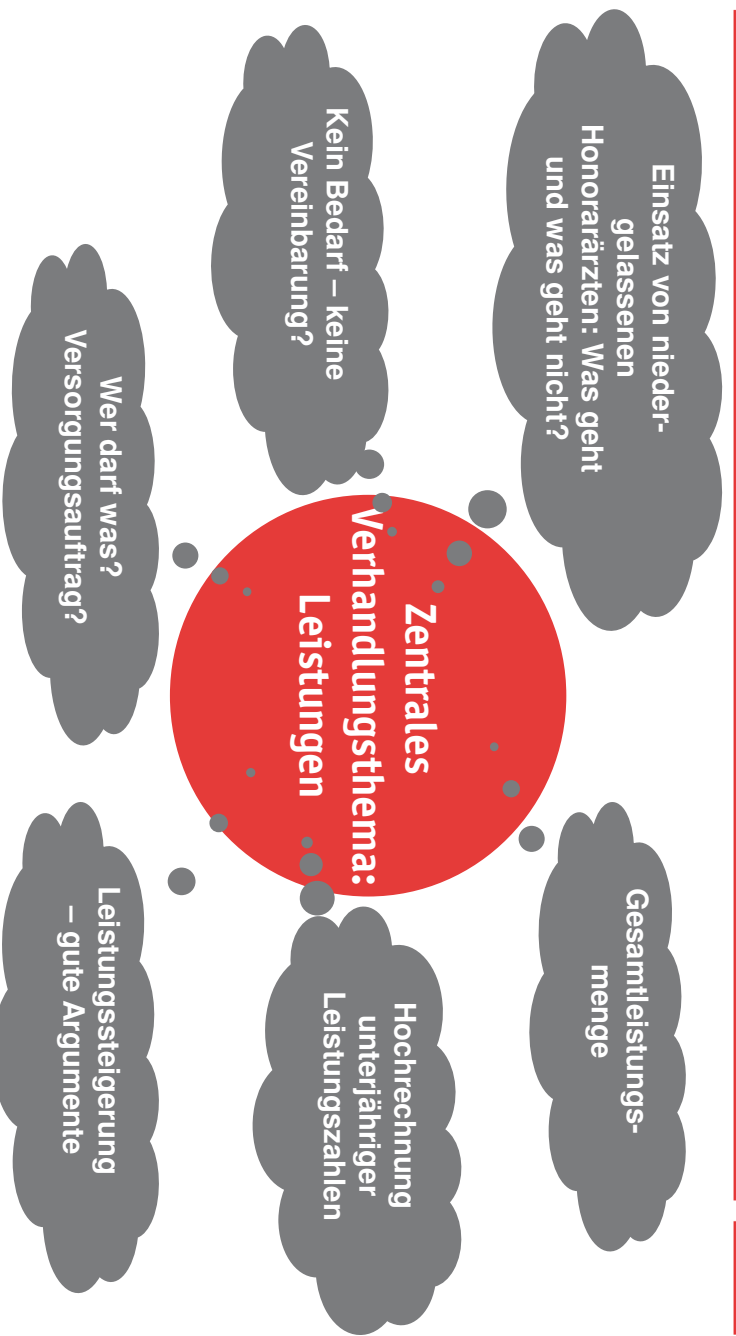 Einsatz von nieder-
gelassenen
Honorarärzten: Was geht
und was geht nicht?
Gesamtleistungs-
menge
Kein Bedarf – keine
Vereinbarung?
Zentrales
Verhandlungsthema:
Leistungen
Hochrechnung
unterjähriger
Leistungszahlen
Wer darf was?
Versorgungsauftrag?
Leistungssteigerung
– gute Argumente